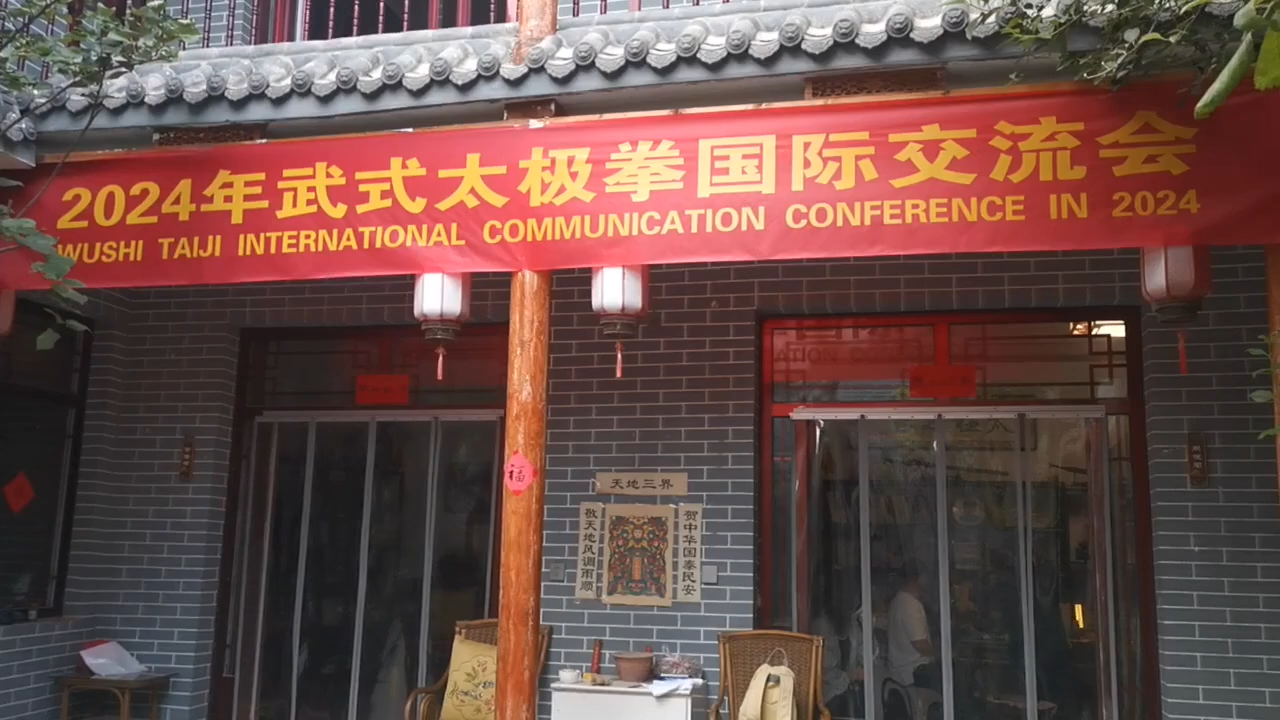 2024年武式太极拳国际交流会
WUSHI TAIJI INTERNATIONAL COMMUNICATION CONFERENCE IN 2024
福
天地三界
敬天地风调雨顺
贺中华国泰民安